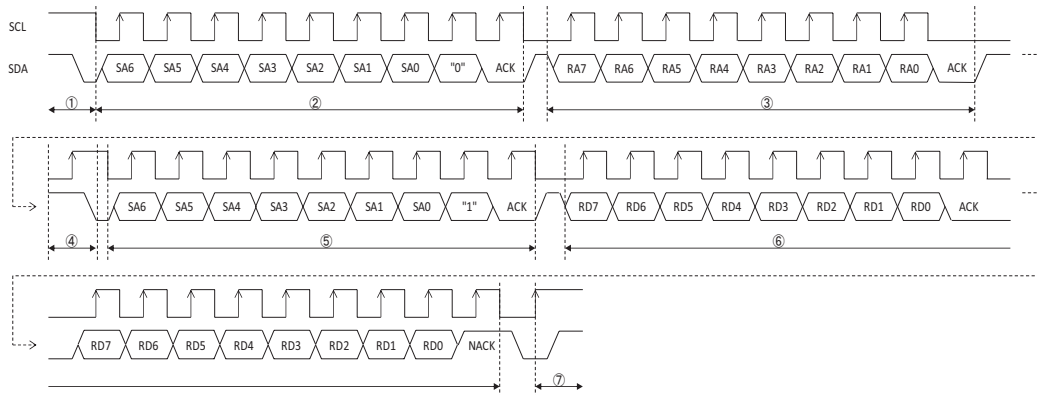 SCL
SDA SA6 SA5 SA4 SA3 SA2 SA1 SA0 "0" ACK RA7 RA6 RA5 RA4 RA3 RA2 RA1 RA0 ACK
① ② ③
SA6 SA5 SA4 SA3 SA2 SA1 SA0 "1" ACK RD7 RD6 RD5 RD4 RD3 RD2 RD1 RD0 ACK
④ ⑤ ⑥
RD7 RD6 RD5 RD4 RD3 RD2 RD1 RD0 NACK
⑦